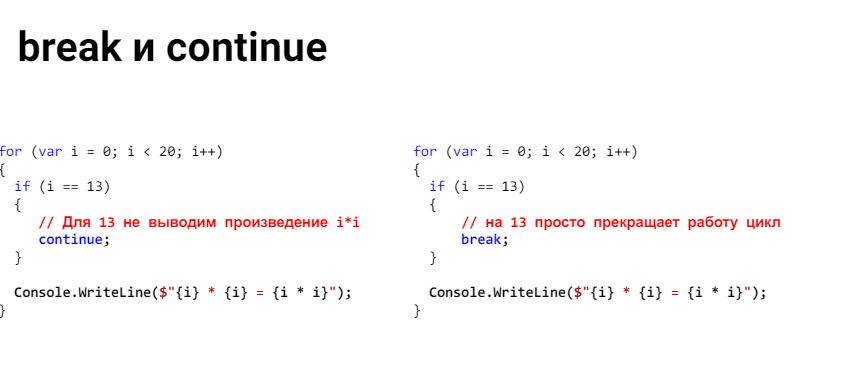 break и continue
for (var i = 0; i < 20; i++)
{
if (i == 13)
{
// Для 13 не выводим произведение i*i
continue;
}
Console.WriteLine($"{i} * {i} = {i * i}");
}
for (var i = 0; i < 20; i++)
{
if (i == 13)
{
// на 13 просто прекращает работу цикл
break;
}
Console.WriteLine($"{i} * {i} = {i * i}");
}